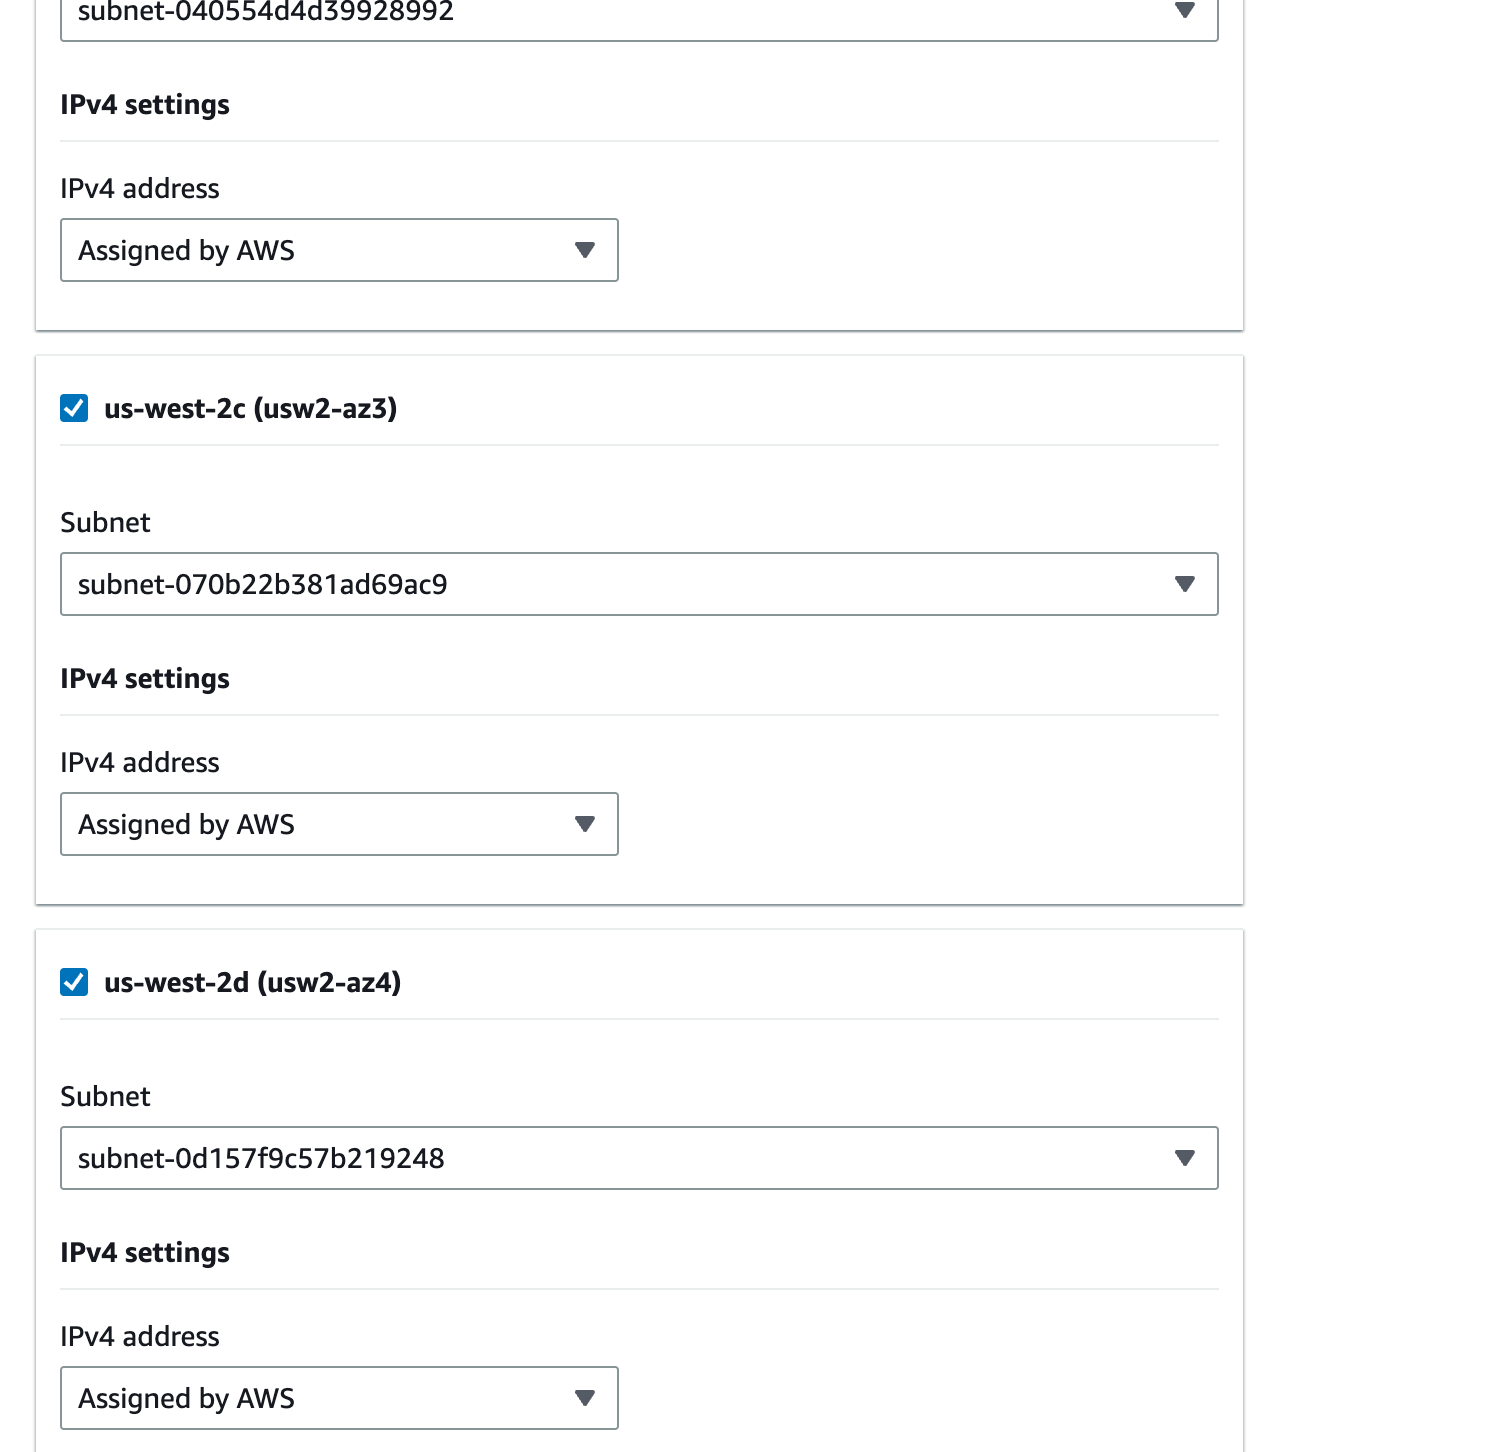 subnet-040554d4d39928992
IPv4 settings
IPv4 address
Assigned by AWS
us-west-2c (usw2-az3)
Subnet
subnet-070b22b381ad69ac9
IPv4 settings
IPv4 address
Assigned by AWS
us-west-2d (usw2-az4)
Subnet
subnet-0d157f9c57b219248
IPv4 settings
IPv4 address
Assigned by AWS